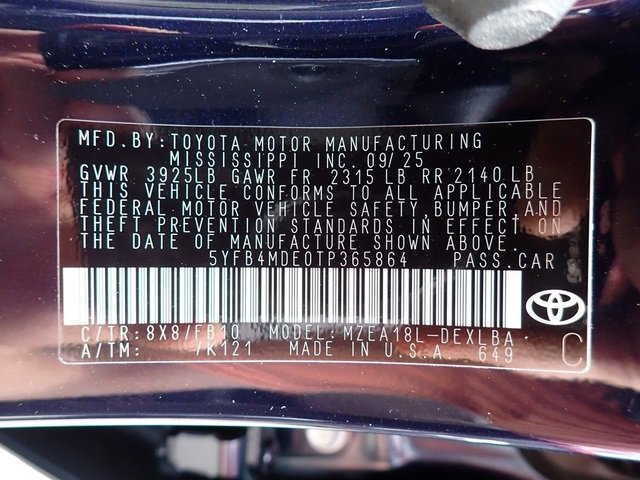 MFD. BY: TOYOTA MOTOR MANUFACTURING
MISSISSIPPI INC. 09/25
GVWR 3925LB GAWR FR 2315 LB RR 2140 LB
THIS VEHICLE CONFORMS TO ALL APPLICABLE
FEDERAL MOTOR VEHICLE SAFETY, BUMPER, AND
THEFT PREVENTION STANDARDS IN EFFECT ON
THE DATE OF MANUFACTURE SHOWN ABOVE.
5YFB4MDE0TP365864 PASS. CAR
C/TR: 8X8/FB10 MODEL: MZEA18L-DEXLBA
A/TM: /K121 MADE IN U.S.A. 649
C